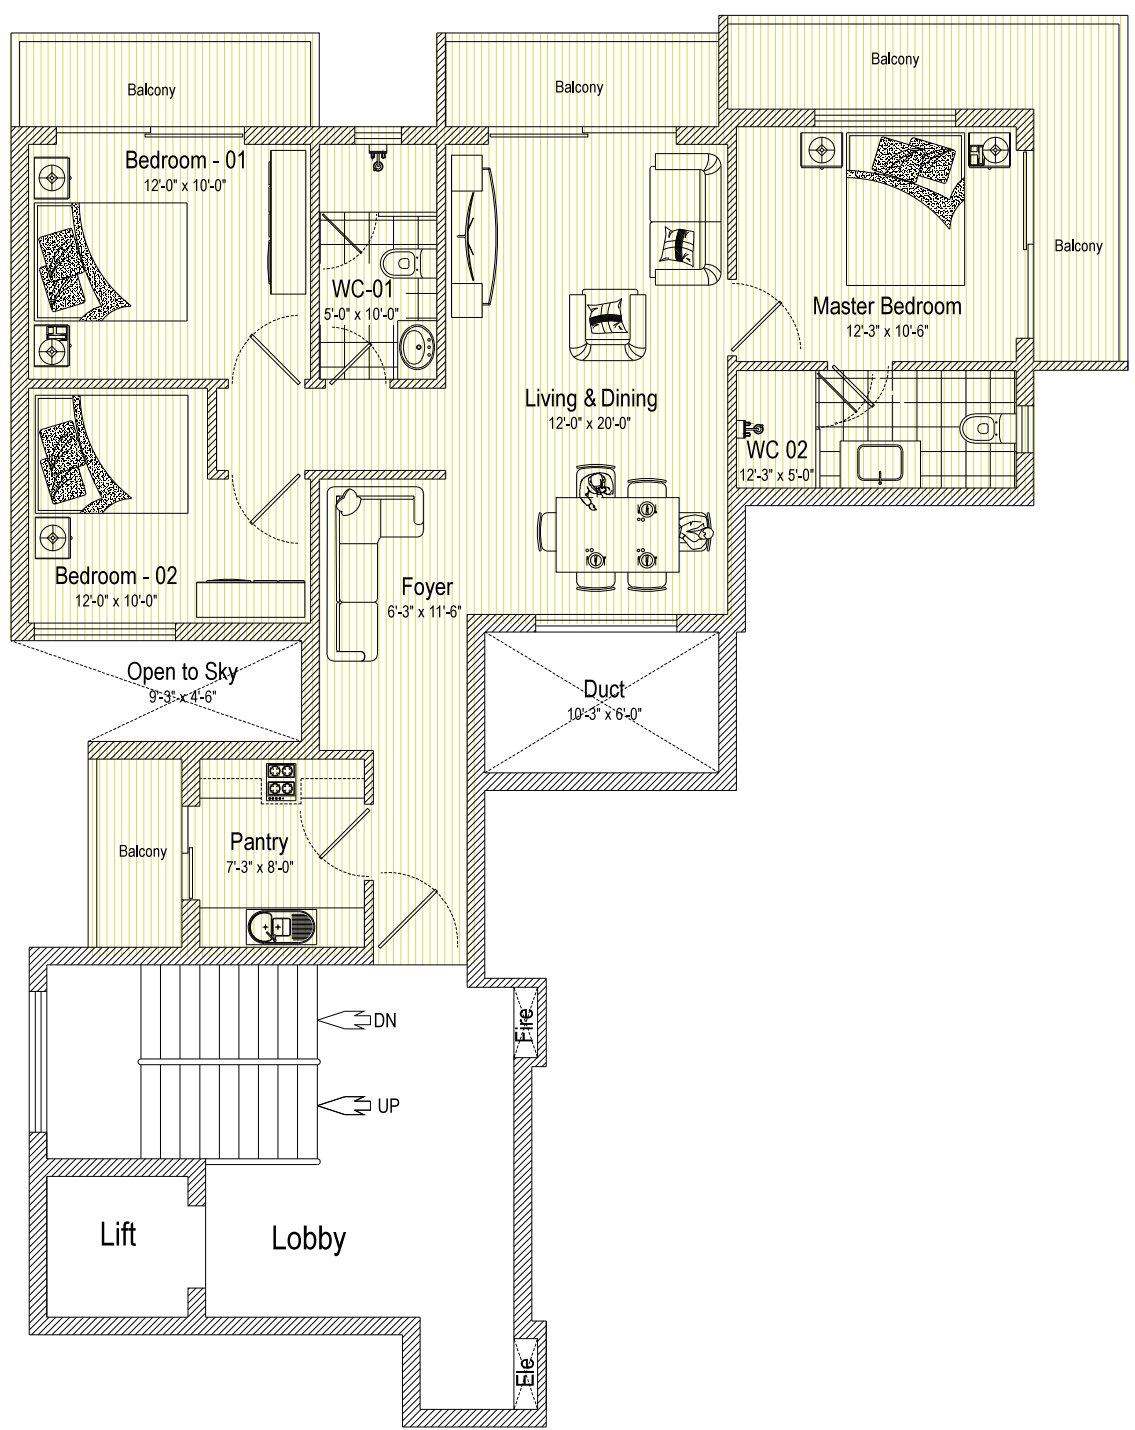 Balcony
Balcony
Balcony
Bedroom - 01
12'-0" x 10'-0"
Balcony
WC-01
5'-0" x 10'-0"
Master Bedroom
12'-3" x 10'-6"
Living & Dining
12'-0" x 20'-0"
WC 02
12'-3" x 5'-0"
Bedroom - 02
12'-0" x 10'-0"
Foyer
6'-3" x 11'-6"
Open to Sky
9'-3" x 4'-6"
Duct
10'-3" x 6'-0"
Pantry
7'-3" x 8'-0"
Balcony
DN
Fire
UP
Lift
Lobby
Ele